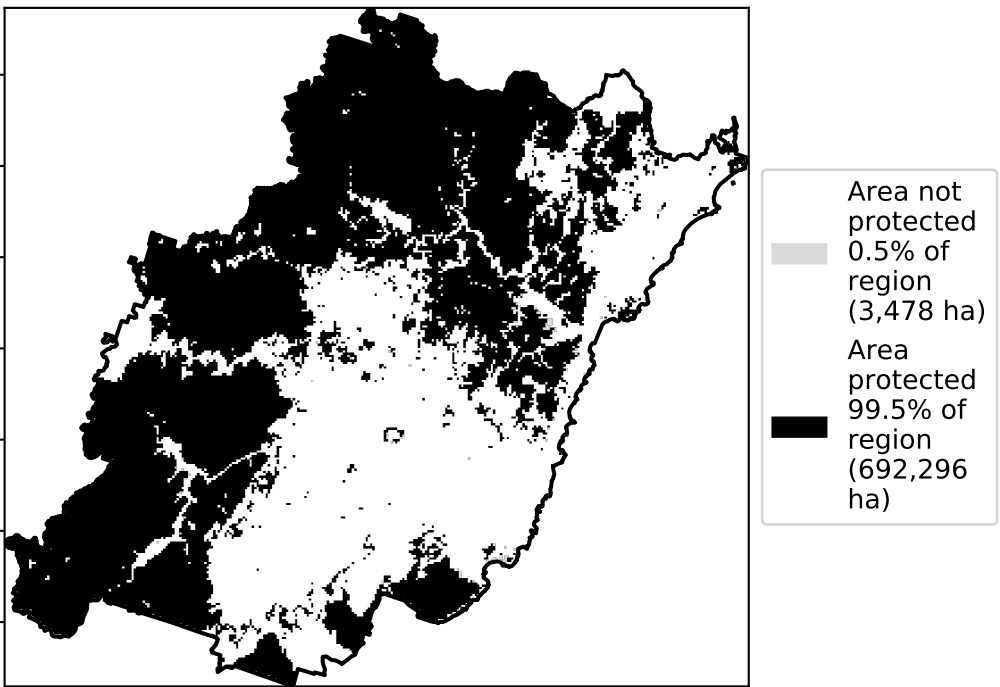 Area not
protected
0.5% of
region
(3,478 ha)
Area
protected
99.5% of
region
(692,296
ha)